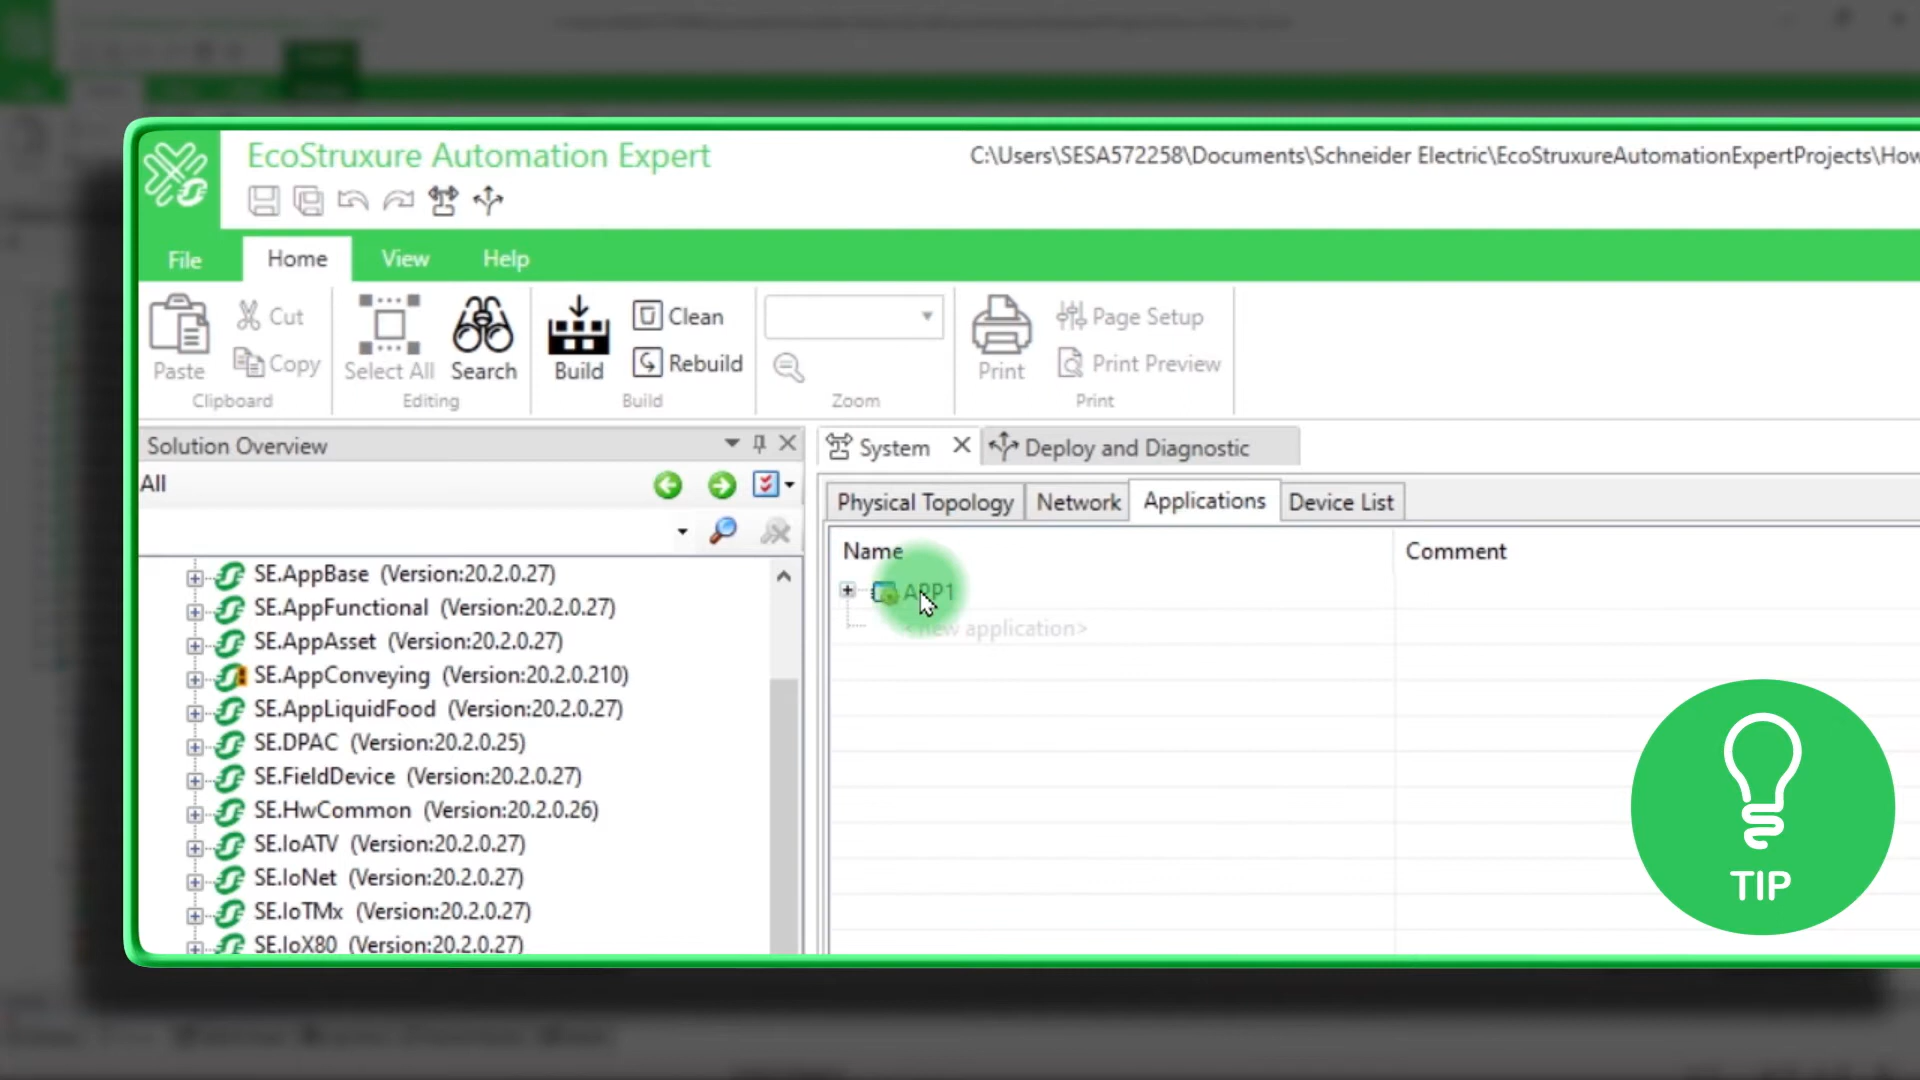 EcoStruxure Automation Expert
C:\Users\SESA572258\Documents\Schneider Electric\EcoStruxureAutomationExpertProjects\How
File Home View Help
Paste Cut Copy Select All Search Build Clean Rebuild Print Page Setup Print Preview
Clipboard Editing Build Zoom Print
Solution Overview
System Deploy and Diagnostic
All
Physical Topology Network Applications Device List
Name Comment
APP1
<new application>
SE.AppBase (Version:20.2.0.27)
SE.AppFunctional (Version:20.2.0.27)
SE.AppAsset (Version:20.2.0.27)
SE.AppConveying (Version:20.2.0.210)
SE.AppLiquidFood (Version:20.2.0.27)
SE.DPAC (Version:20.2.0.25)
SE.FieldDevice (Version:20.2.0.27)
SE.HwCommon (Version:20.2.0.26)
SE.IoATV (Version:20.2.0.27)
SE.IoNet (Version:20.2.0.27)
SE.IoTMx (Version:20.2.0.27)
SE.IoX80 (Version:20.2.0.27)
TIP